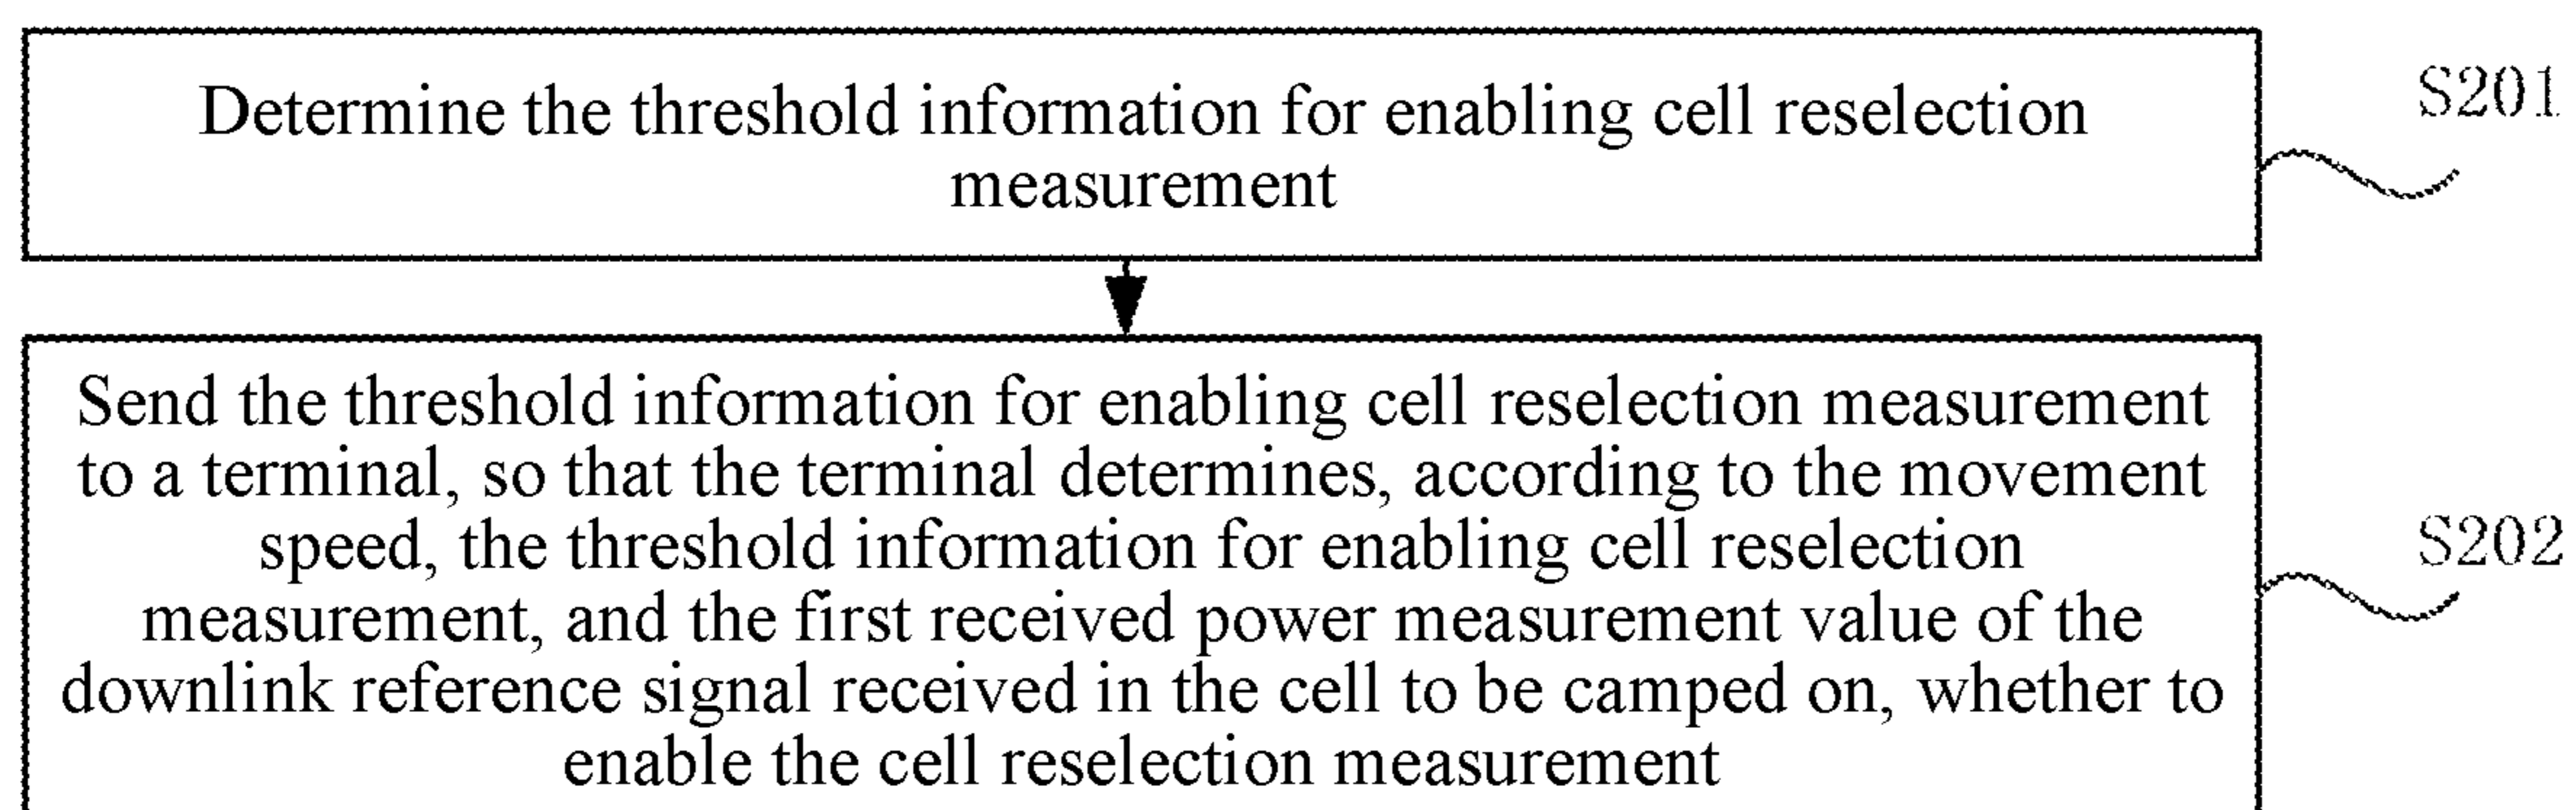 Determine the threshold information for enabling cell reselection
measurement
S201
Send the threshold information for enabling cell reselection measurement
to a terminal, so that the terminal determines, according to the movement
speed, the threshold information for enabling cell reselection
measurement, and the first received power measurement value of the
downlink reference signal received in the cell to be camped on, whether to
enable the cell reselection measurement
S202